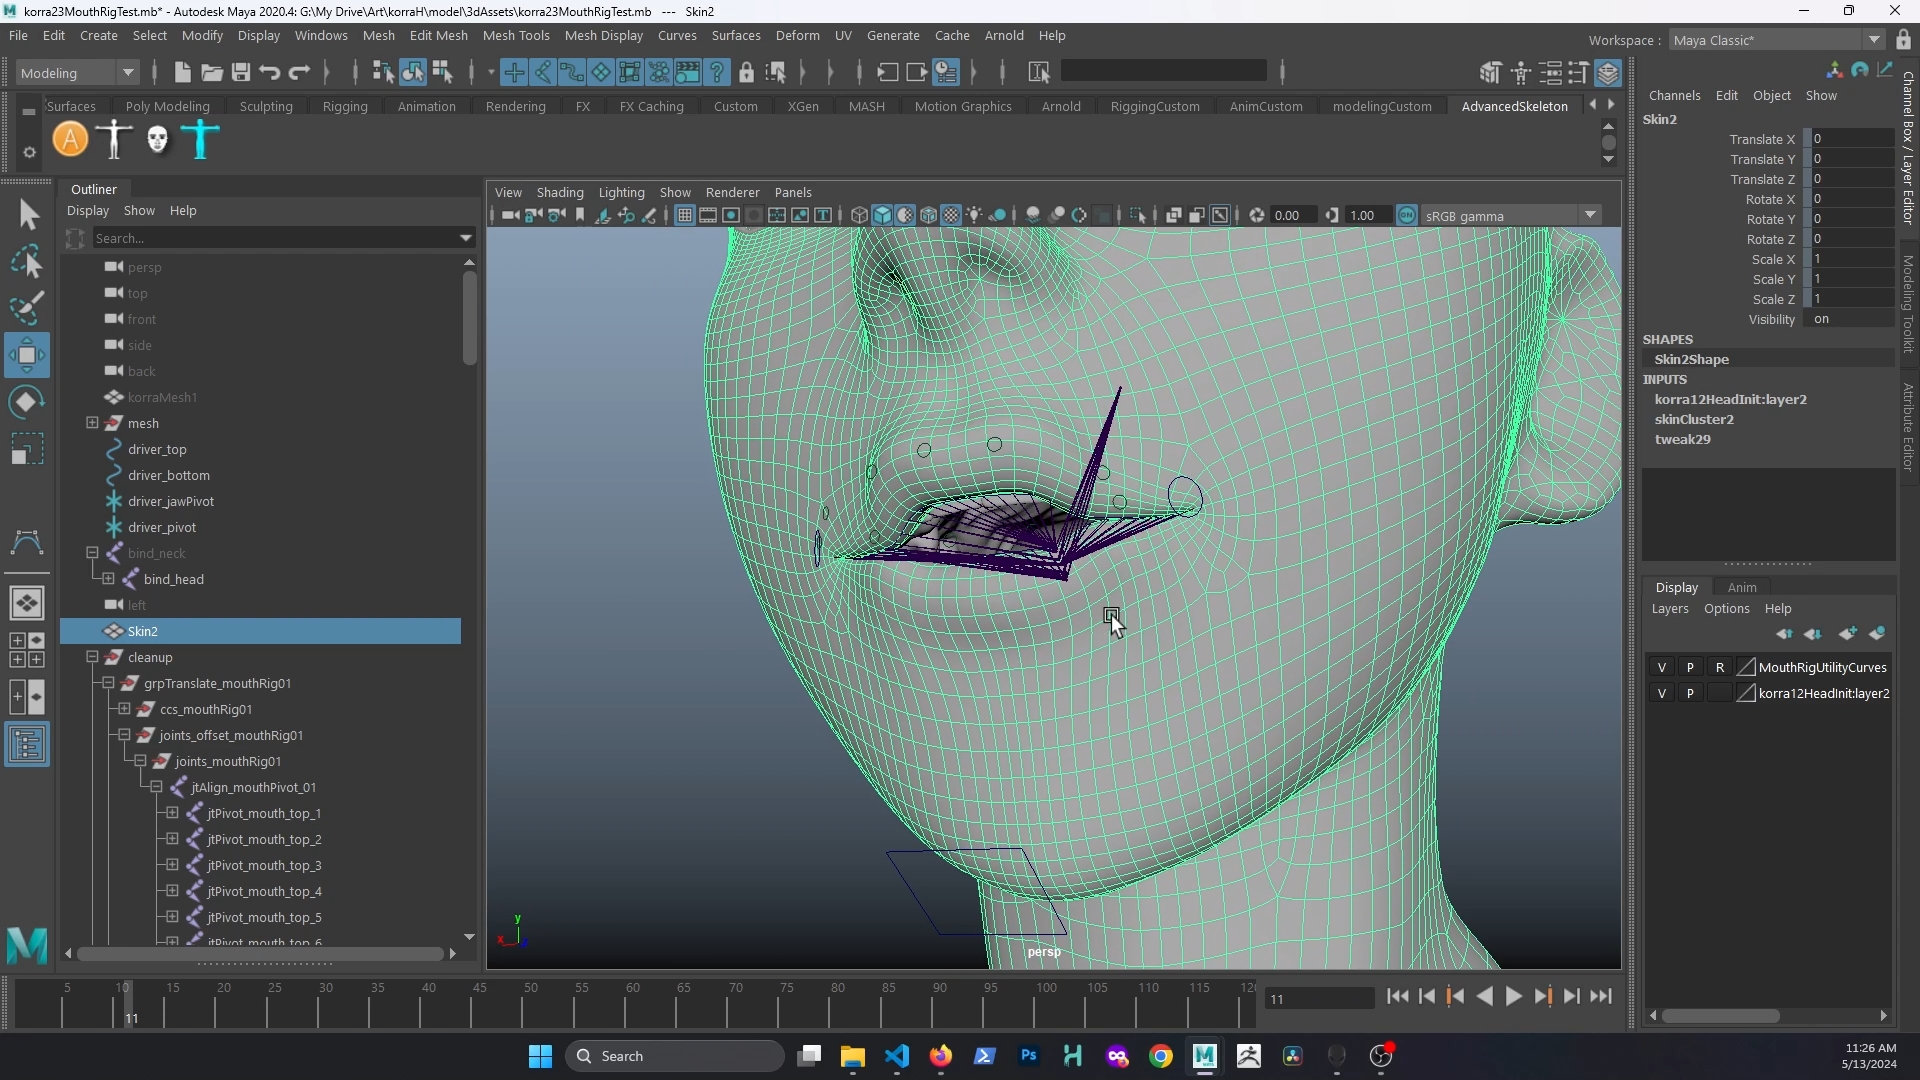 korra23MouthRigTest.mb* - Autodesk Maya 2020.4: G:\My Drive\Art\korraH\model\3dAssets\korra23MouthRigTest.mb --- Skin2
File Edit Create Select Modify Display Windows Mesh Edit Mesh Mesh Tools Mesh Display Curves Surfaces Deform UV Generate Cache Arnold Help
Workspace : Maya Classic*
Modeling
Surfaces Poly Modeling Sculpting Rigging Animation Rendering FX FX Caching Custom XGen MASH Motion Graphics Arnold RiggingCustom AnimCustom modelingCustom AdvancedSkeleton
A
Outliner
Display Show Help
Search...
persp
top
front
side
back
korraMesh1
mesh
driver_top
driver_bottom
driver_jawPivot
driver_pivot
bind_neck
bind_head
left
Skin2
cleanup
grpTranslate_mouthRig01
ccs_mouthRig01
joints_offset_mouthRig01
joints_mouthRig01
jtAlign_mouthPivot_01
jtPivot_mouth_top_1
jtPivot_mouth_top_2
jtPivot_mouth_top_3
jtPivot_mouth_top_4
jtPivot_mouth_top_5
jtPivot_mouth_top_6
View Shading Lighting Show Renderer Panels
0.00 1.00 ON sRGB gamma
y
x
persp
Channels Edit Object Show
Skin2
Translate X 0
Translate Y 0
Translate Z 0
Rotate X 0
Rotate Y 0
Rotate Z 0
Scale X 1
Scale Y 1
Scale Z 1
Visibility on
SHAPES
Skin2Shape
INPUTS
korra12HeadInit:layer2
skinCluster2
tweak29
Display Anim
Layers Options Help
V P R MouthRigUtilityCurves
V P korra12HeadInit:layer2
Channel Box / Layer Editor
Modeling Toolkit
Attribute Editor
5 10 15 20 25 30 35 40 45 50 55 60 65 70 75 80 85 90 95 100 105 110 115 12
11
11
Search
Ps
11:26 AM
5/13/2024